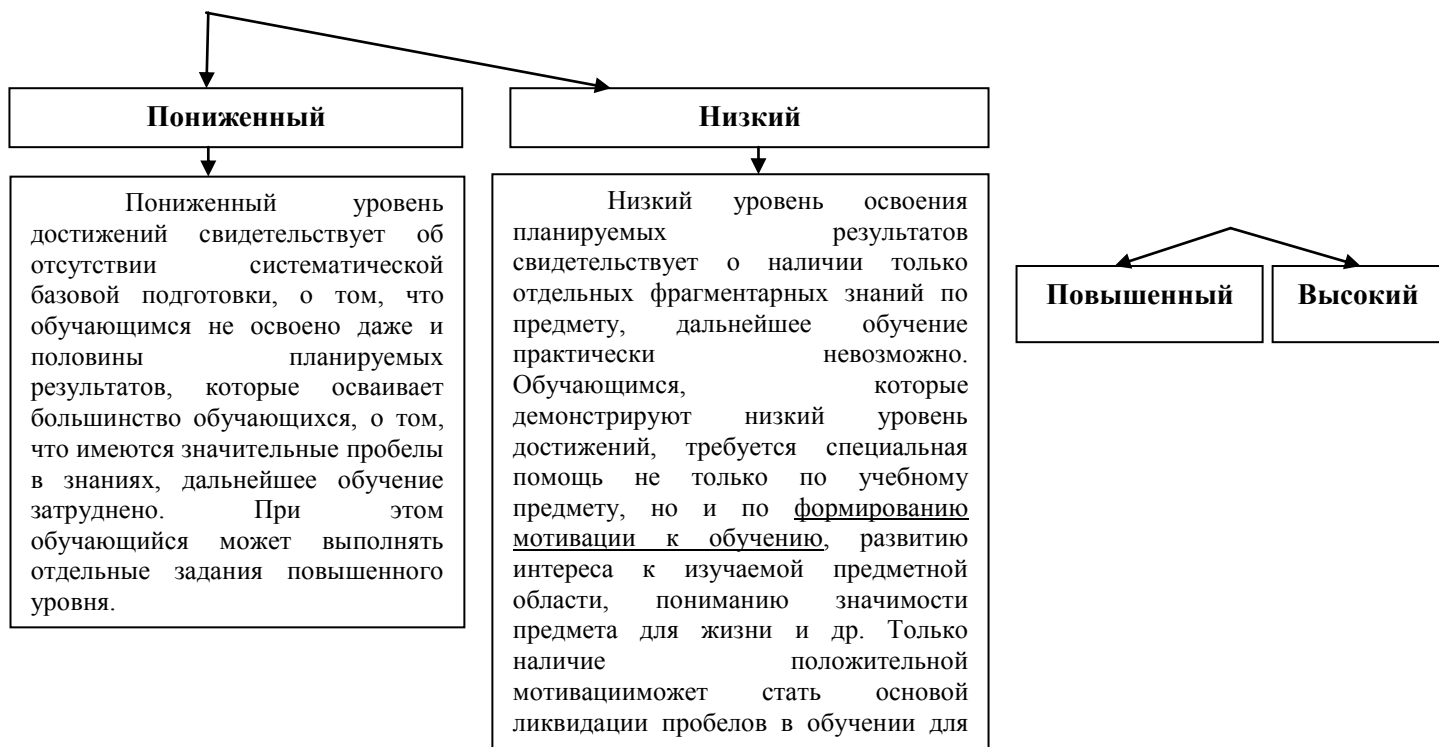 Пониженный
Пониженный уровень
достижений свидетельствует об
отсутствии систематической
базовой подготовки, о том, что
обучающимся не освоено даже и
половины планируемых
результатов, которые осваивает
большинство обучающихся, о том,
что имеются значительные пробелы
в знаниях, дальнейшее обучение
затруднено. При этом
обучающийся может выполнять
отдельные задания повышенного
уровня.
Низкий
Низкий уровень освоения
планируемых результатов
свидетельствует о наличии только
отдельных фрагментарных знаний по
предмету, дальнейшее обучение
практически невозможно.
Обучающимся, которые
демонстрируют низкий уровень
достижений, требуется специальная
помощь не только по учебному
предмету, но и по формированию
мотивации к обучению, развитию
интереса к изучаемой предметной
области, пониманию значимости
предмета для жизни и др. Только
наличие положительной
мотивацииможет стать основой
ликвидации пробелов в обучении для
Повышенный
Высокий